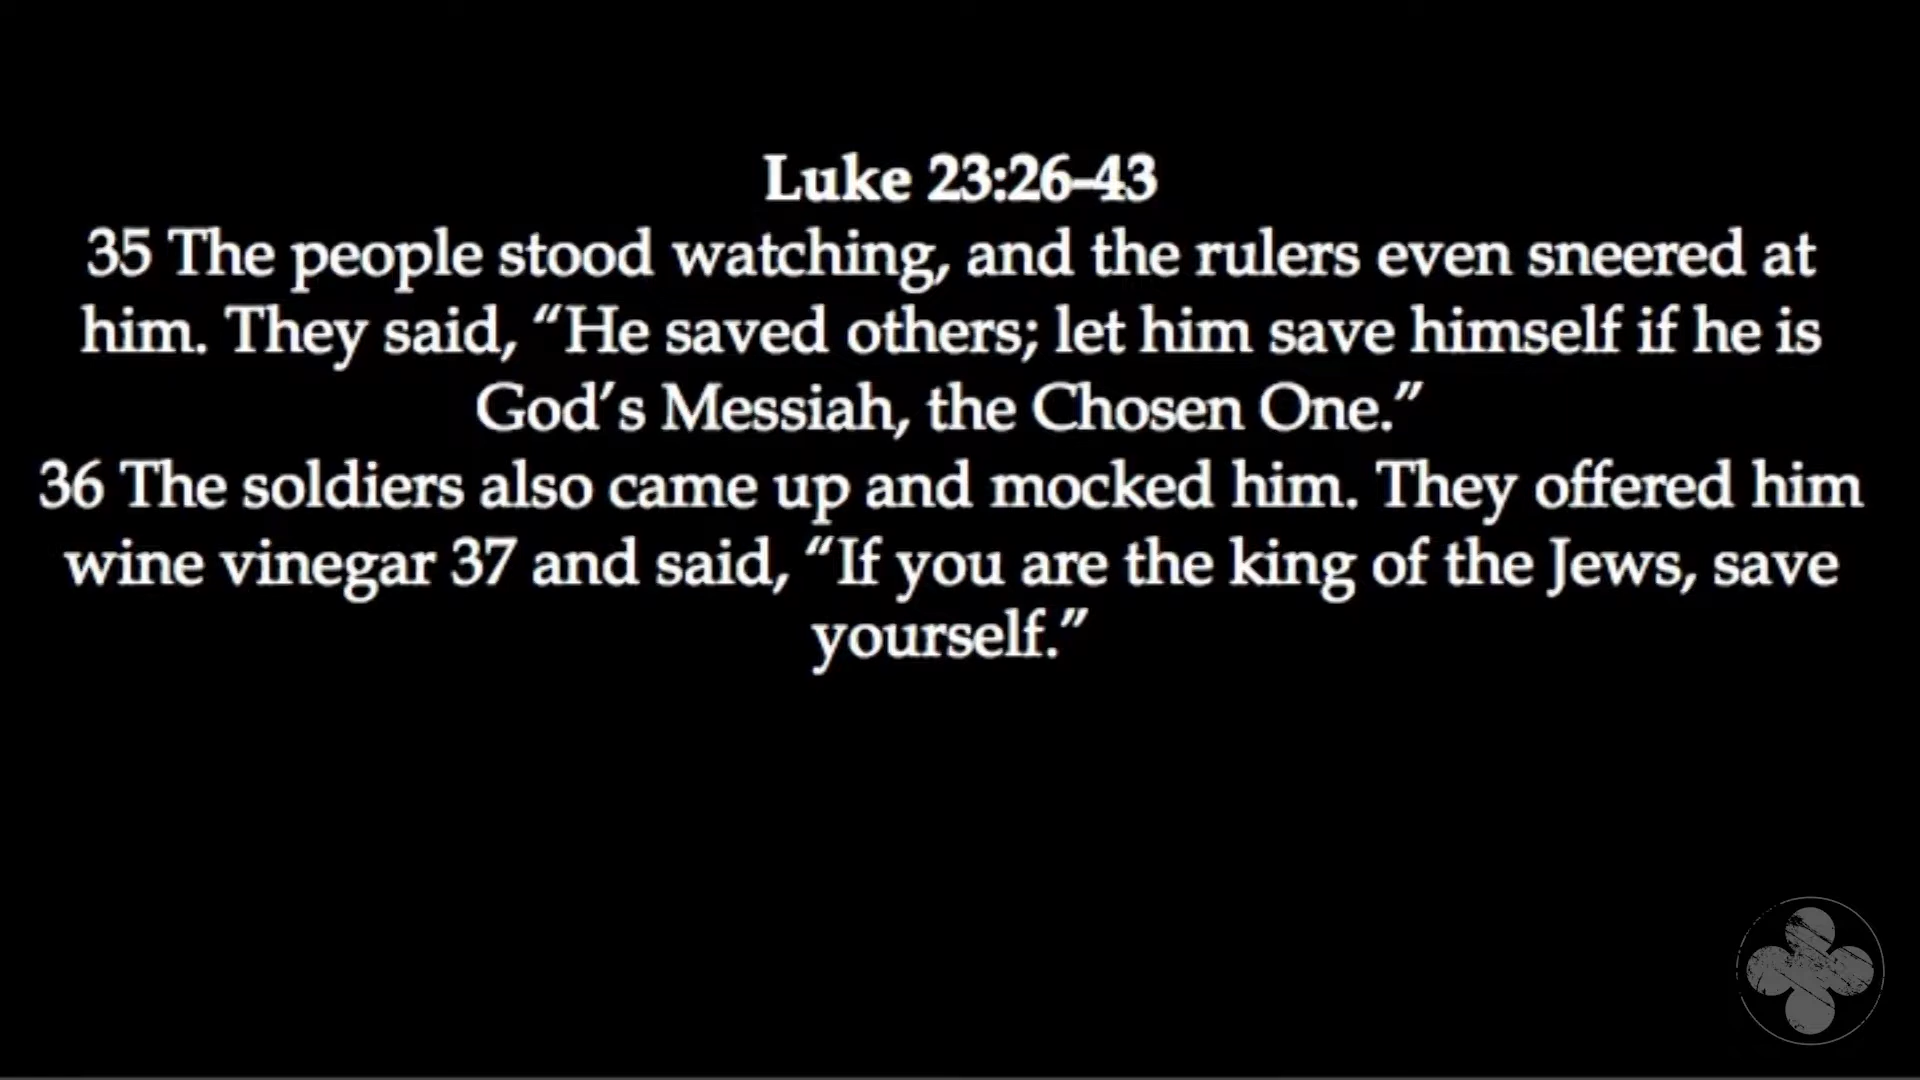 Luke 23:26-43
35 The people stood watching, and the rulers even sneered at
him. They said, “He saved others; let him save himself if he is
God’s Messiah, the Chosen One.”
36 The soldiers also came up and mocked him. They offered him
wine vinegar 37 and said, “If you are the king of the Jews, save
yourself.”